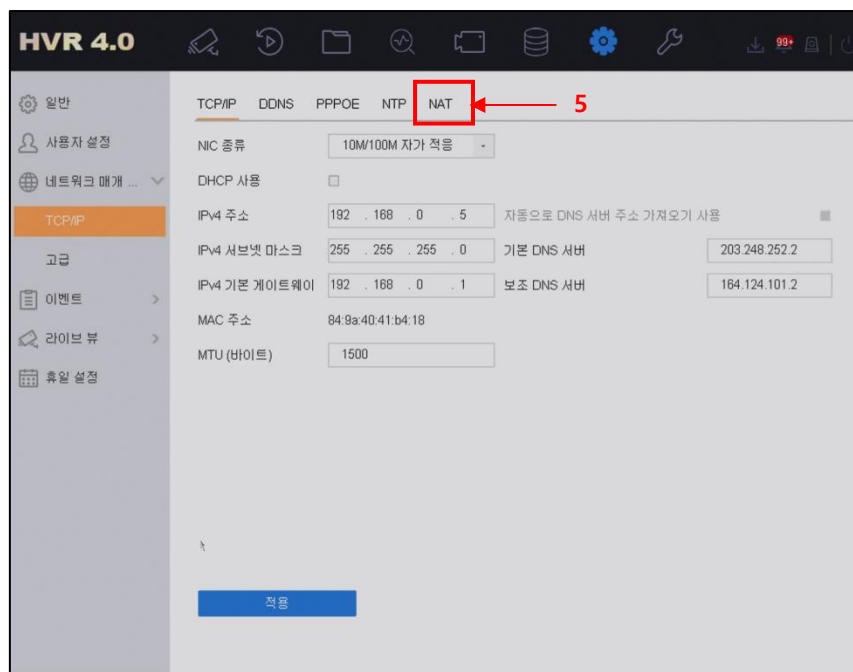 HVR 4.0
99+
일반
사용자 설정
네트워크 매개 ...
TCP/IP
고급
이벤트
라이브 뷰
휴일 설정
TCP/IP DDNS PPPOE NTP NAT
5
NIC 종류 10M/100M 자가 적응
DHCP 사용
IPv4 주소 192 . 168 . 0 . 5 자동으로 DNS 서버 주소 가져오기 사용
IPv4 서브넷 마스크 255 . 255 . 255 . 0 기본 DNS 서버 203.248.252.2
IPv4 기본 게이트웨이 192 . 168 . 0 . 1 보조 DNS 서버 164.124.101.2
MAC 주소 84:9a:40:41:b4:18
MTU (바이트) 1500
적용